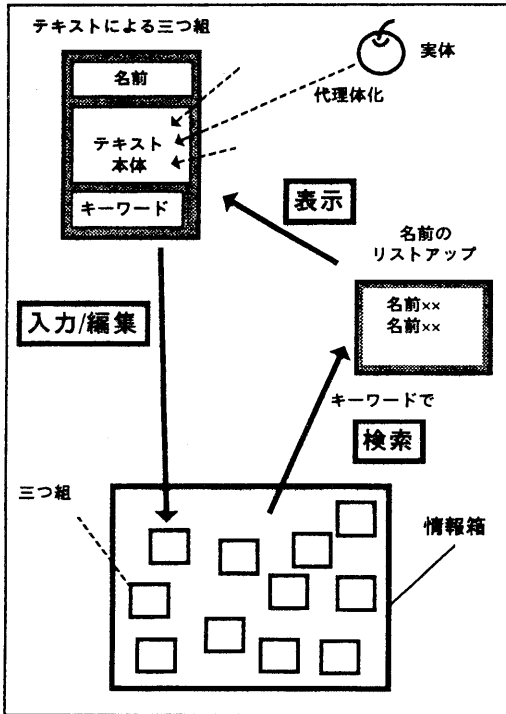 テキストによる三つ組
名前
テキスト
本体
キーワード
実体
代理体化
表示
名前の
リストアップ
名前××
名前××
入力/編集
キーワードで
検索
三つ組
情報箱